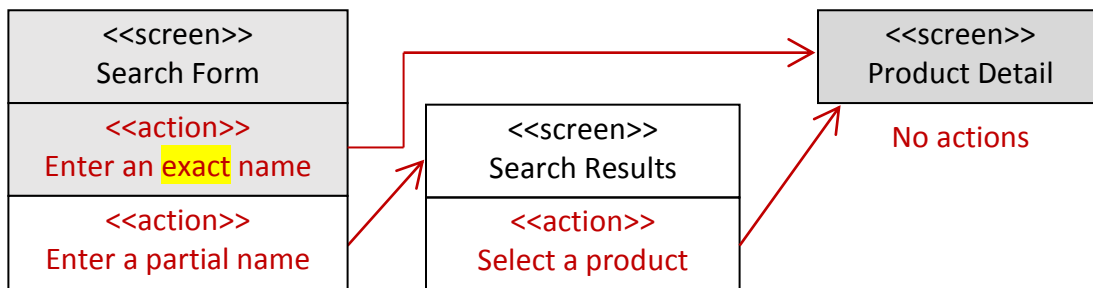 <<screen>>
Search Form
<<action>>
Enter an exact name
<<action>>
Enter a partial name
<<screen>>
Search Results
<<action>>
Select a product
<<screen>>
Product Detail
No actions